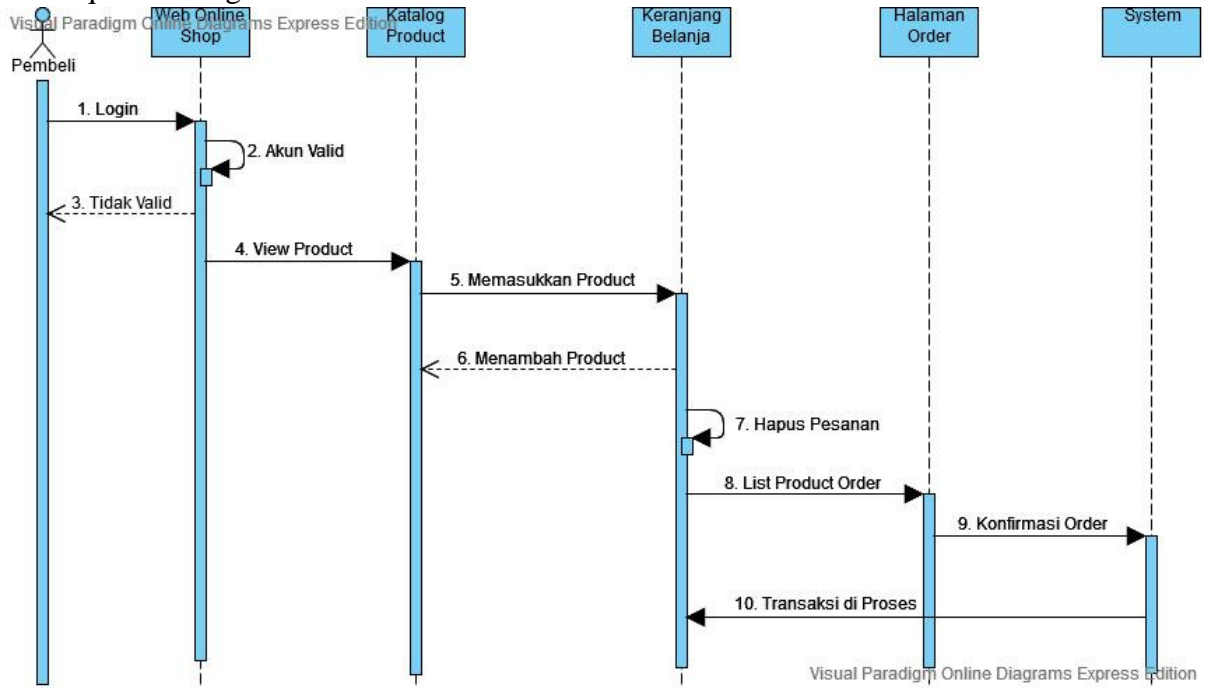 Visual Paradigm Online Diagrams Express Edition
Pembeli
Web Online
Shop
Katalog
Product
Keranjang
Belanja
Halaman
Order
System
1. Login
2. Akun Valid
3. Tidak Valid
4. View Product
5. Memasukkan Product
6. Menambah Product
7. Hapus Pesanan
8. List Product Order
9. Konfirmasi Order
10. Transaksi di Proses
Visual Paradigm Online Diagrams Express Edition